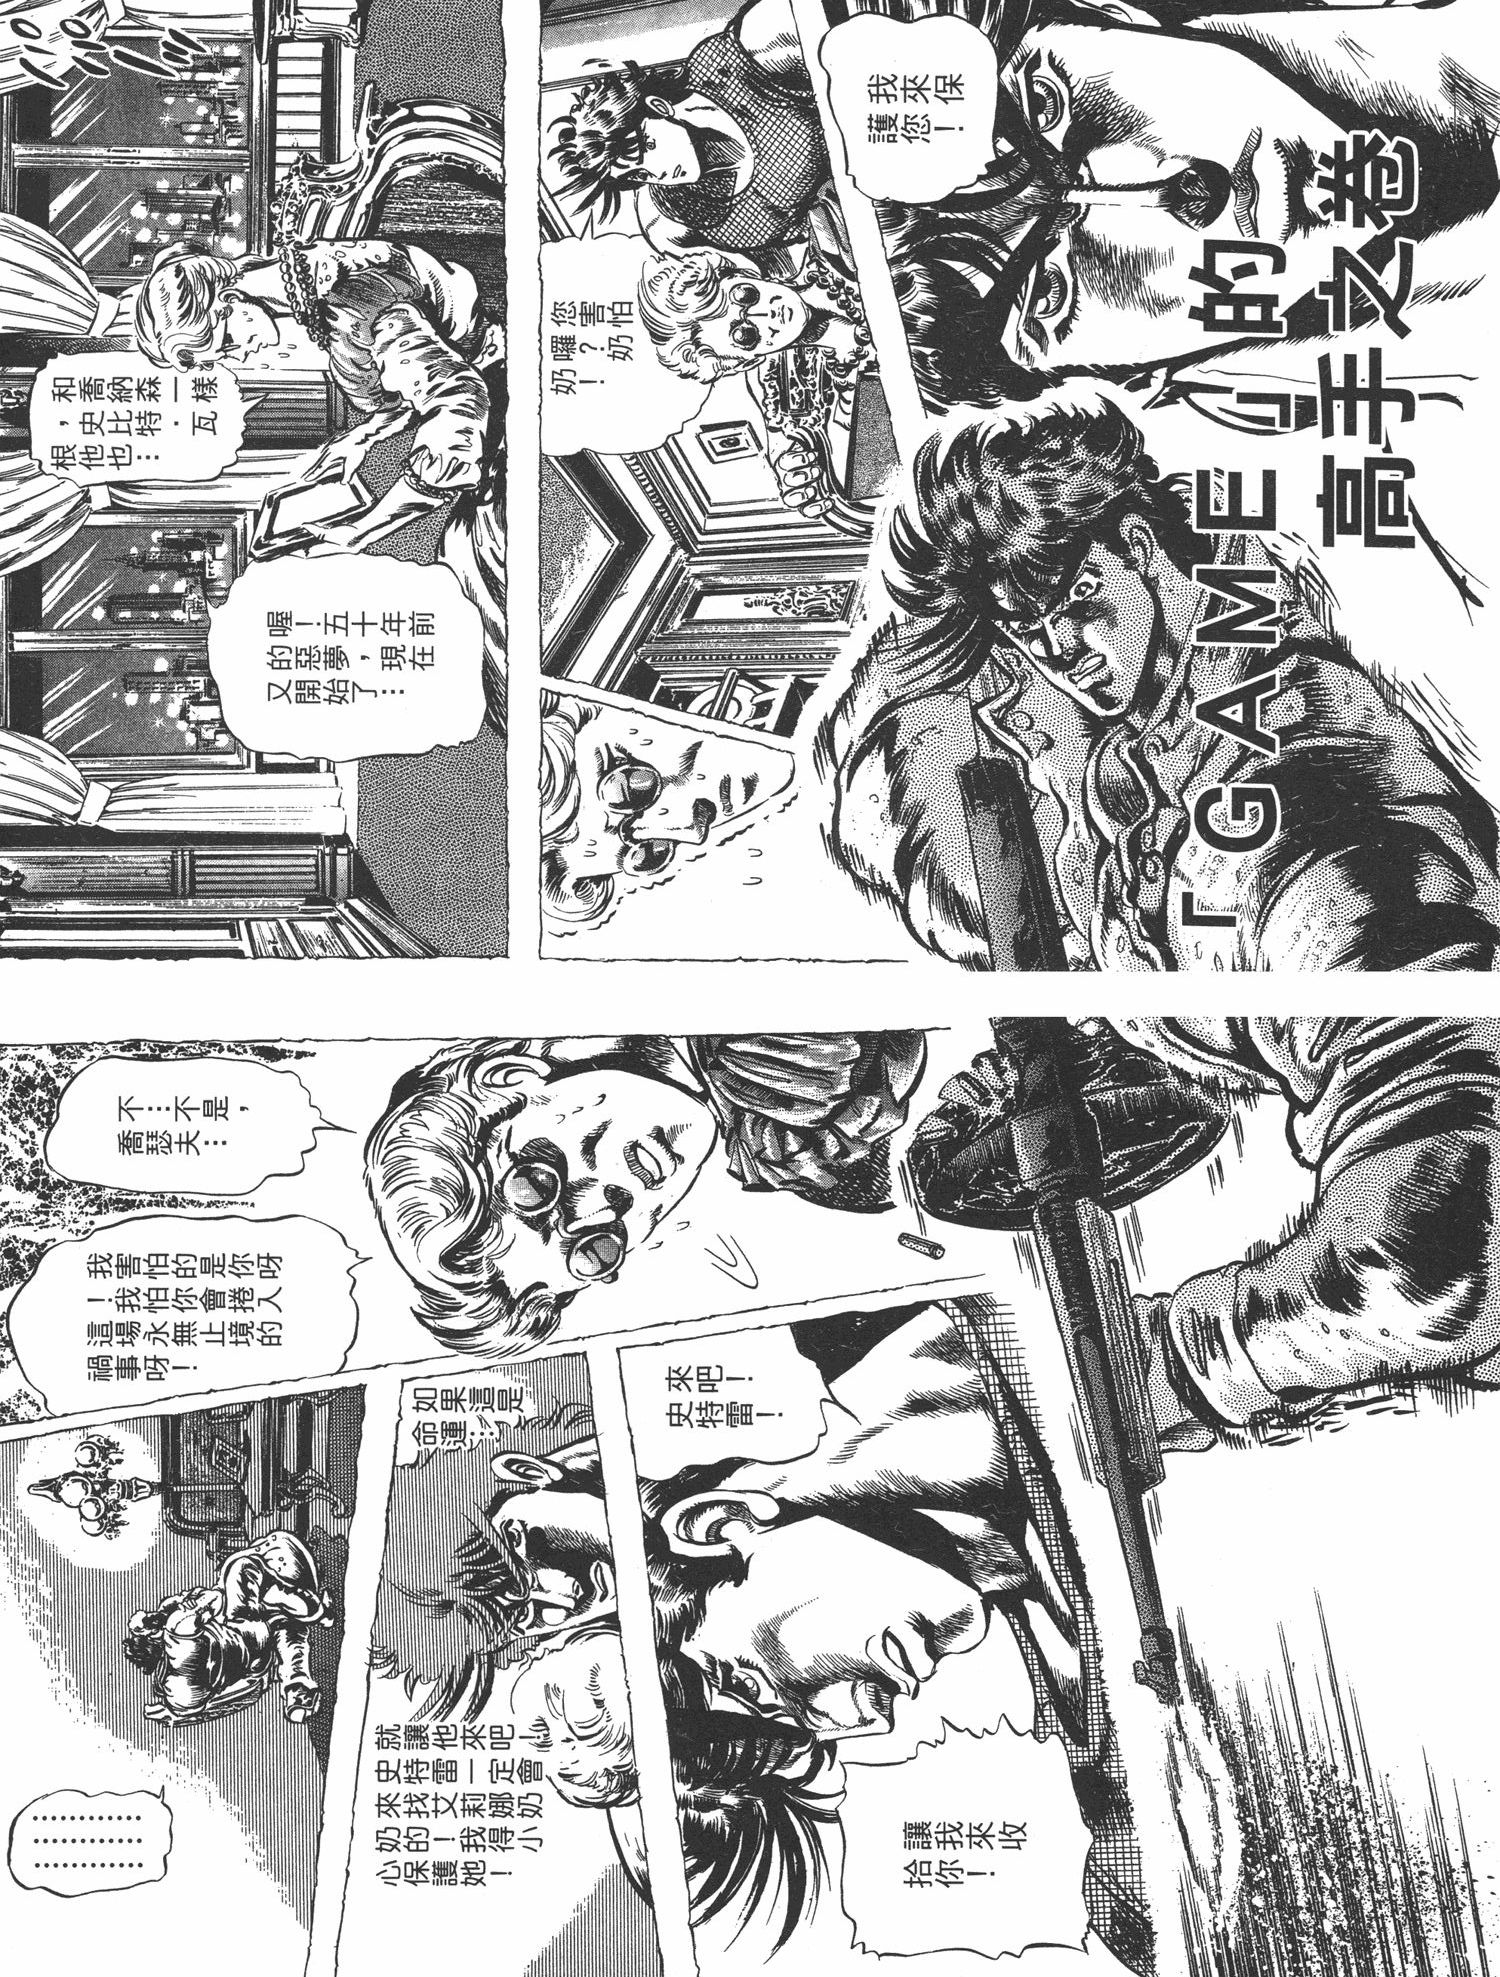 和喬納森一樣
，史比特．瓦
根他也…
喔！五十年前
的惡夢，現在
又開始了…
您害怕
囉？奶
奶！
我來保
護您！
「GAME」的
高手之卷
不…不是，
喬瑟夫…
我害怕的是你呀
！我怕你會捲入
這場永無止境的
禍事呀！
………
………
………
如果這是
命運…
就讓他來吧！
史特雷一定會
來找艾莉娜奶
奶的！我得小
心保護她！
來吧！
史特雷！
讓我來收
拾你！